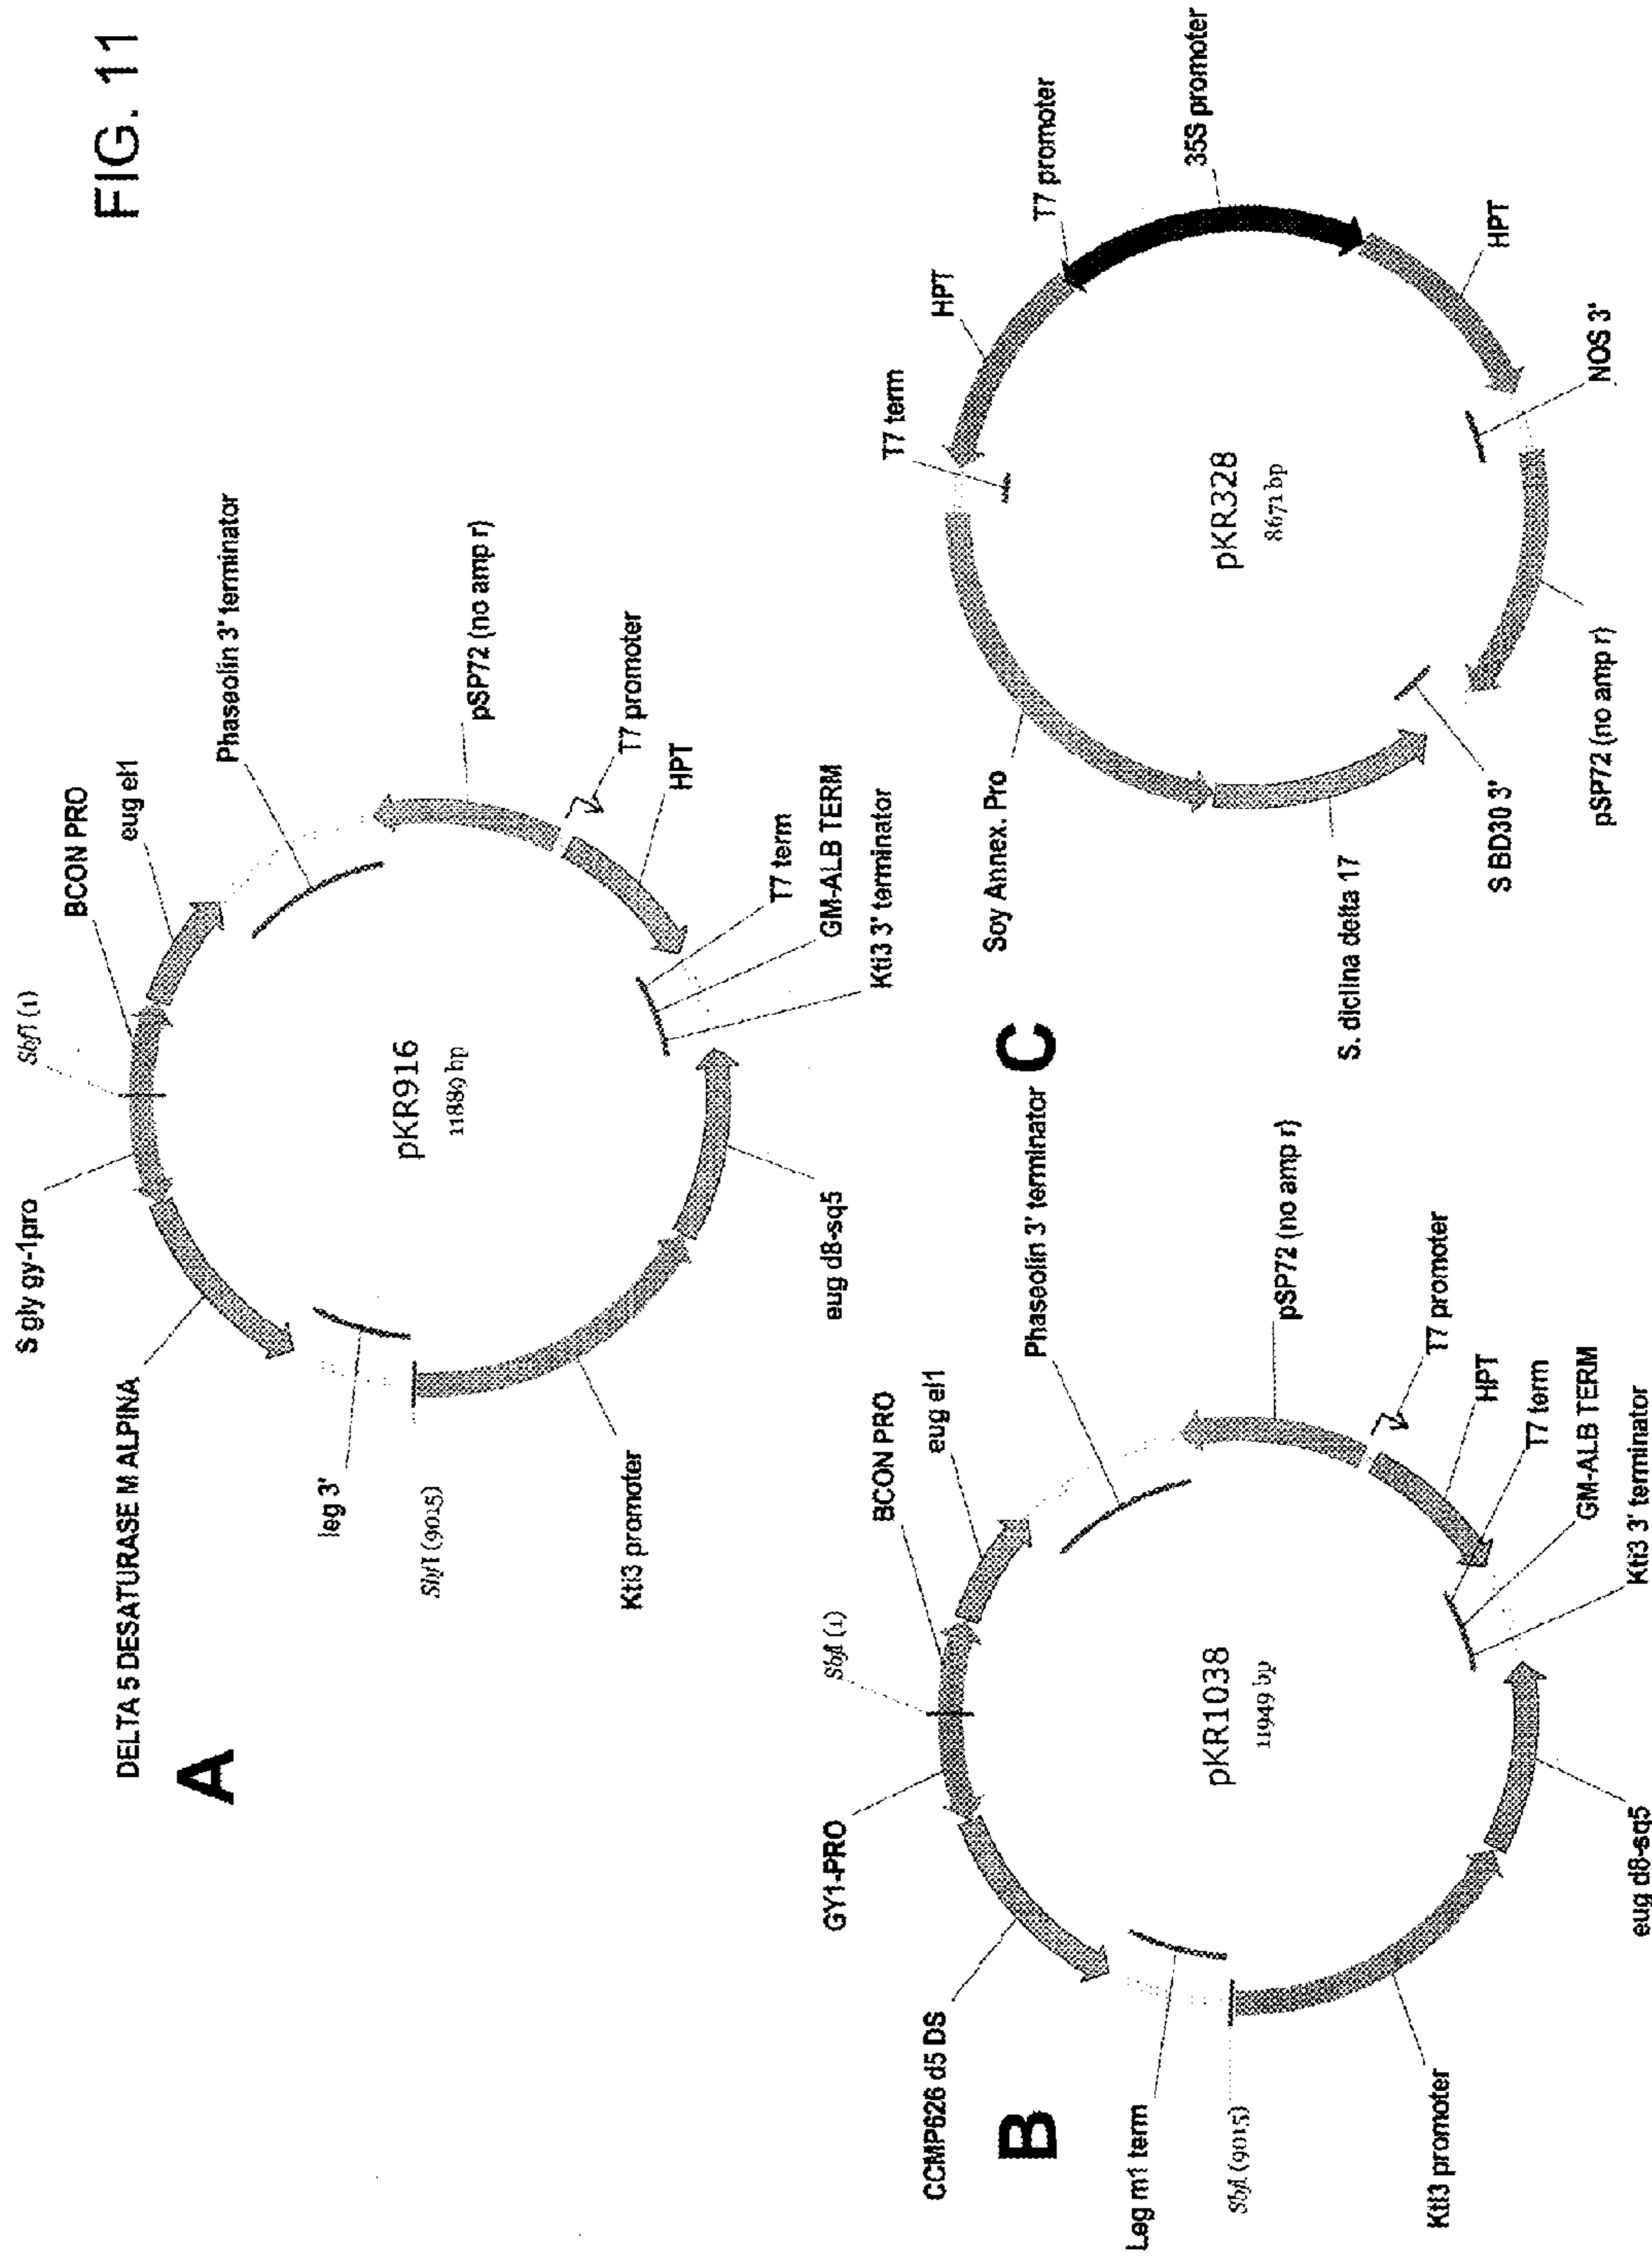 FIG. 11
A
SbfI (1)
BCON PRO
eug el1
Phaseolin 3' terminator
pSP72 (no amp r)
T7 promoter
HPT
T7 term
GM-ALB TERM
Kti3 3' terminator
eug d8-sq5
Kti3 promoter
SbfI (9015)
leg 3'
DELTA 5 DESATURASE M ALPINA
S gly gy-1pro
pKR916
11889 bp
B
SbfI (1)
BCON PRO
eug el1
Phaseolin 3' terminator
pSP72 (no amp r)
T7 promoter
HPT
T7 term
GM-ALB TERM
Kti3 3' terminator
eug d8-sq5
Kti3 promoter
SbfI (9015)
Leg m1 term
CCMP626 d5 DS
GY1-PRO
pKR1038
11949 bp
C
T7 term
HPT
T7 promoter
35S promoter
HPT
NOS 3'
pSP72 (no amp r)
S BD30 3'
S. diclina delta 17
Soy Annex. Pro
pKR328
8671 bp